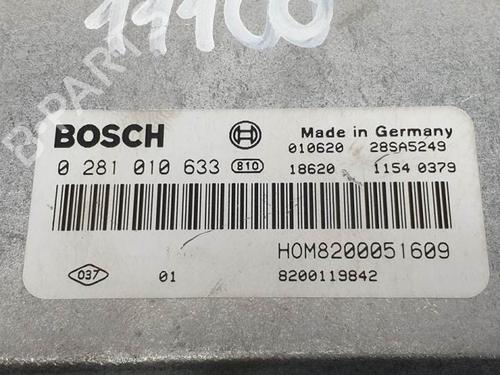 11100
B-PARTS
BOSCH
Made in Germany
010620 28SA5249
0 281 010 633 810
18620 1154 0379
HOM8200051609
037 01 8200119842